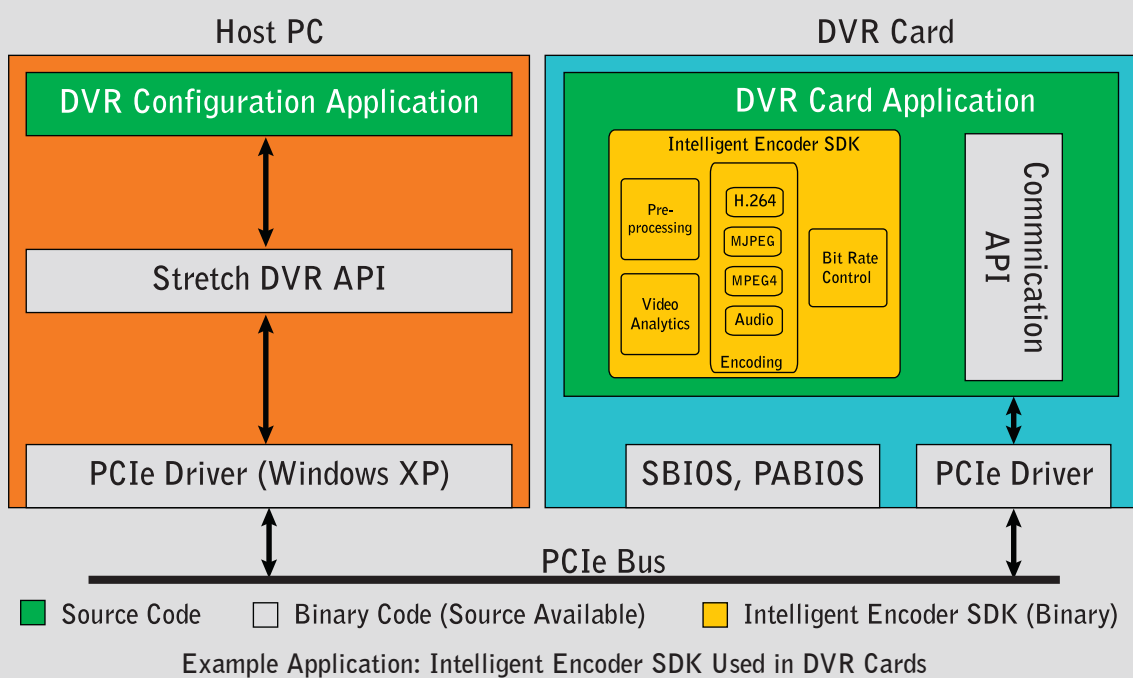 Host PC
DVR Configuration Application
Stretch DVR API
PCIe Driver (Windows XP)
DVR Card
DVR Card Application
Intelligent Encoder SDK
Pre-
processing
Video
Analytics
H.264
MJPEG
MPEG4
Audio
Encoding
Bit Rate
Control
Commnication
API
SBIOS, PABIOS
PCIe Driver
PCIe Bus
Source Code
Binary Code (Source Available)
Intelligent Encoder SDK (Binary)
Example Application: Intelligent Encoder SDK Used in DVR Cards